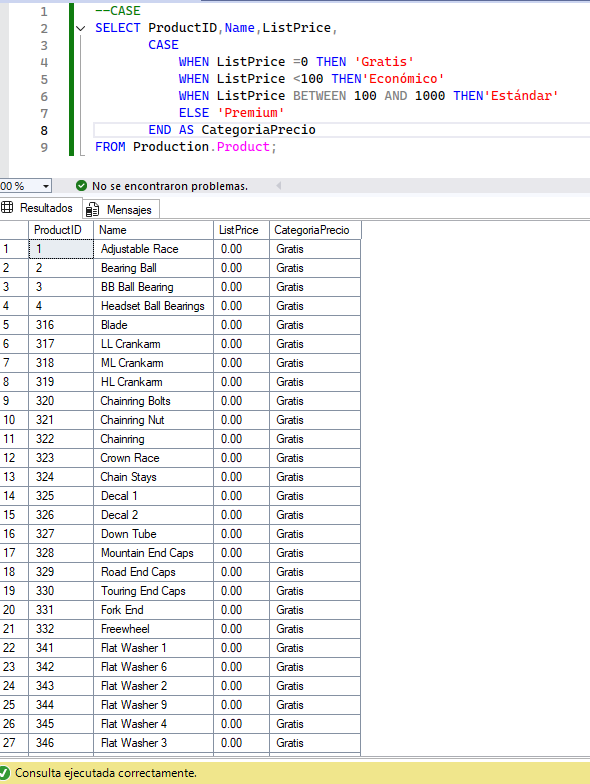 1 --CASE
2 SELECT ProductID,Name,ListPrice,
3 CASE
4 WHEN ListPrice =0 THEN 'Gratis'
5 WHEN ListPrice <100 THEN'Económico'
6 WHEN ListPrice BETWEEN 100 AND 1000 THEN'Estándar'
7 ELSE 'Premium'
8 END AS CategoriaPrecio
9 FROM Production.Product;
00 % No se encontraron problemas.
Resultados Mensajes
ProductID Name ListPrice CategoriaPrecio
1 1 Adjustable Race 0.00 Gratis
2 2 Bearing Ball 0.00 Gratis
3 3 BB Ball Bearing 0.00 Gratis
4 4 Headset Ball Bearings 0.00 Gratis
5 316 Blade 0.00 Gratis
6 317 LL Crankarm 0.00 Gratis
7 318 ML Crankarm 0.00 Gratis
8 319 HL Crankarm 0.00 Gratis
9 320 Chainring Bolts 0.00 Gratis
10 321 Chainring Nut 0.00 Gratis
11 322 Chainring 0.00 Gratis
12 323 Crown Race 0.00 Gratis
13 324 Chain Stays 0.00 Gratis
14 325 Decal 1 0.00 Gratis
15 326 Decal 2 0.00 Gratis
16 327 Down Tube 0.00 Gratis
17 328 Mountain End Caps 0.00 Gratis
18 329 Road End Caps 0.00 Gratis
19 330 Touring End Caps 0.00 Gratis
20 331 Fork End 0.00 Gratis
21 332 Freewheel 0.00 Gratis
22 341 Flat Washer 1 0.00 Gratis
23 342 Flat Washer 6 0.00 Gratis
24 343 Flat Washer 2 0.00 Gratis
25 344 Flat Washer 9 0.00 Gratis
26 345 Flat Washer 4 0.00 Gratis
27 346 Flat Washer 3 0.00 Gratis
Consulta ejecutada correctamente.